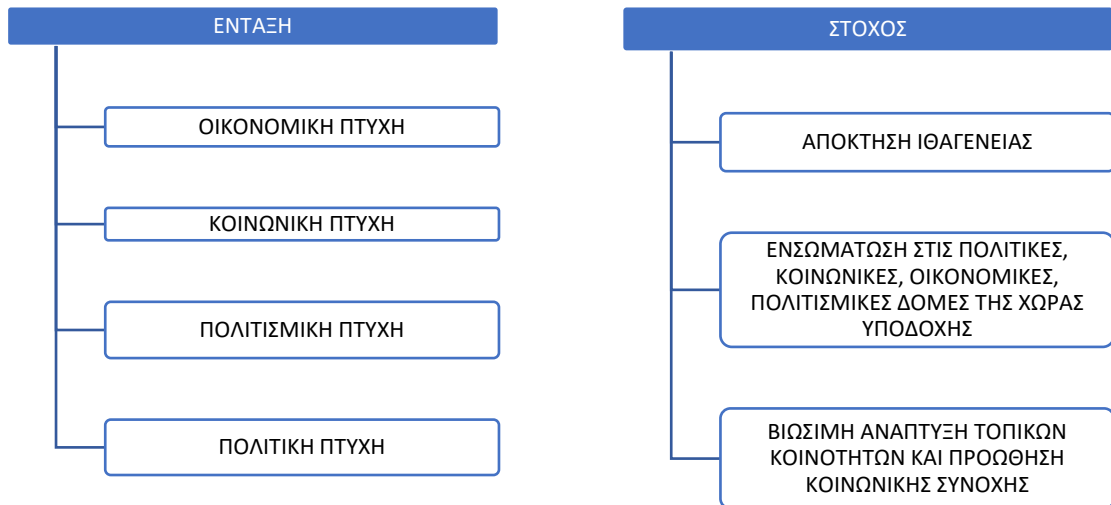 ΕΝΤΑΞΗ
ΟΙΚΟΝΟΜΙΚΗ ΠΤΥΧΗ
ΚΟΙΝΩΝΙΚΗ ΠΤΥΧΗ
ΠΟΛΙΤΙΣΜΙΚΗ ΠΤΥΧΗ
ΠΟΛΙΤΙΚΗ ΠΤΥΧΗ
ΣΤΟΧΟΣ
ΑΠΟΚΤΗΣΗ ΙΘΑΓΕΝΕΙΑΣ
ΕΝΣΩΜΑΤΩΣΗ ΣΤΙΣ ΠΟΛΙΤΙΚΕΣ,
ΚΟΙΝΩΝΙΚΕΣ, ΟΙΚΟΝΟΜΙΚΕΣ,
ΠΟΛΙΤΙΣΜΙΚΕΣ ΔΟΜΕΣ ΤΗΣ ΧΩΡΑΣ
ΥΠΟΔΟΧΗΣ
ΒΙΩΣΙΜΗ ΑΝΑΠΤΥΞΗ ΤΟΠΙΚΩΝ
ΚΟΙΝΟΤΗΤΩΝ ΚΑΙ ΠΡΟΩΘΗΣΗ
ΚΟΙΝΩΝΙΚΗΣ ΣΥΝΟΧΗΣ